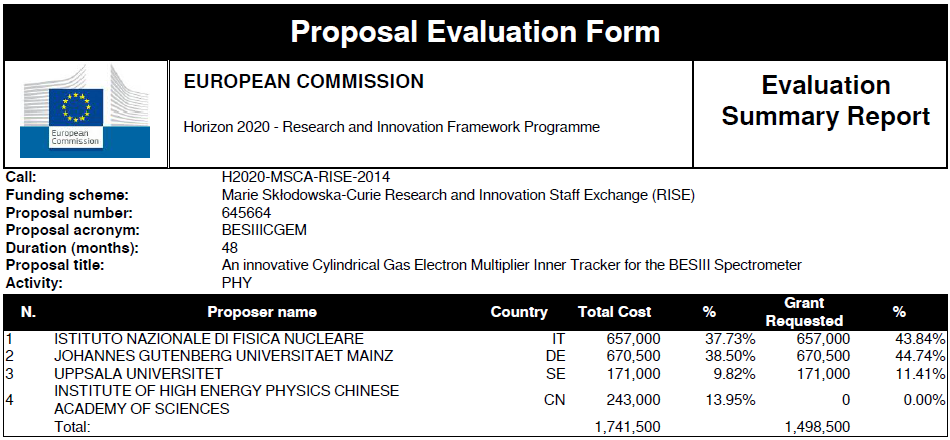 Proposal Evaluation Form
European
Commission
EUROPEAN COMMISSION
Horizon 2020 - Research and Innovation Framework Programme
Evaluation
Summary Report
Call: H2020-MSCA-RISE-2014
Funding scheme: Marie Skłodowska-Curie Research and Innovation Staff Exchange (RISE)
Proposal number: 645664
Proposal acronym: BESIIICGEM
Duration (months): 48
Proposal title: An innovative Cylindrical Gas Electron Multiplier Inner Tracker for the BESIII Spectrometer
Activity: PHY
N. Proposer name Country Total Cost % Grant Requested %
1 ISTITUTO NAZIONALE DI FISICA NUCLEARE IT 657,000 37.73% 657,000 43.84%
2 JOHANNES GUTENBERG UNIVERSITAET MAINZ DE 670,500 38.50% 670,500 44.74%
3 UPPSALA UNIVERSITET SE 171,000 9.82% 171,000 11.41%
4 INSTITUTE OF HIGH ENERGY PHYSICS CHINESE
ACADEMY OF SCIENCES CN 243,000 13.95% 0 0.00%
Total: 1,741,500 1,498,500